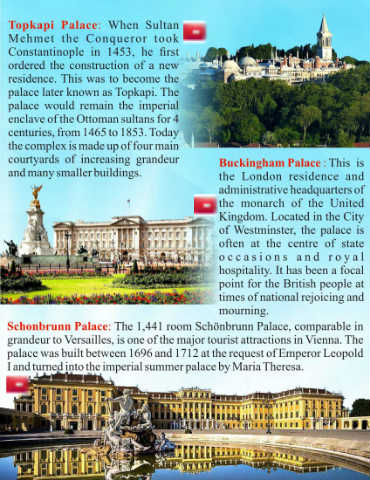 Topkapi Palace: When Sultan
Mehmet the Conqueror took
Constantinople in 1453, he first
ordered the construction of a new
residence. This was to become the
palace later known as Topkapi. The
palace would remain the imperial
enclave of the Ottoman sultans for 4
centuries, from 1465 to 1853. Today
the complex is made up of four main
courtyards of increasing grandeur
and many smaller buildings.
Buckingham Palace : This is
the London residence and
administrative headquarters of
the monarch of the United
Kingdom. Located in the City
of Westminster, the palace is
often at the centre of state
occasions and royal
hospitality. It has been a focal
point for the British people at
times of national rejoicing and
mourning.
Schonbrunn Palace: The 1,441 room Schönbrunn Palace, comparable in
grandeur to Versailles, is one of the major tourist attractions in Vienna. The
palace was built between 1696 and 1712 at the request of Emperor Leopold
I and turned into the imperial summer palace by Maria Theresa.